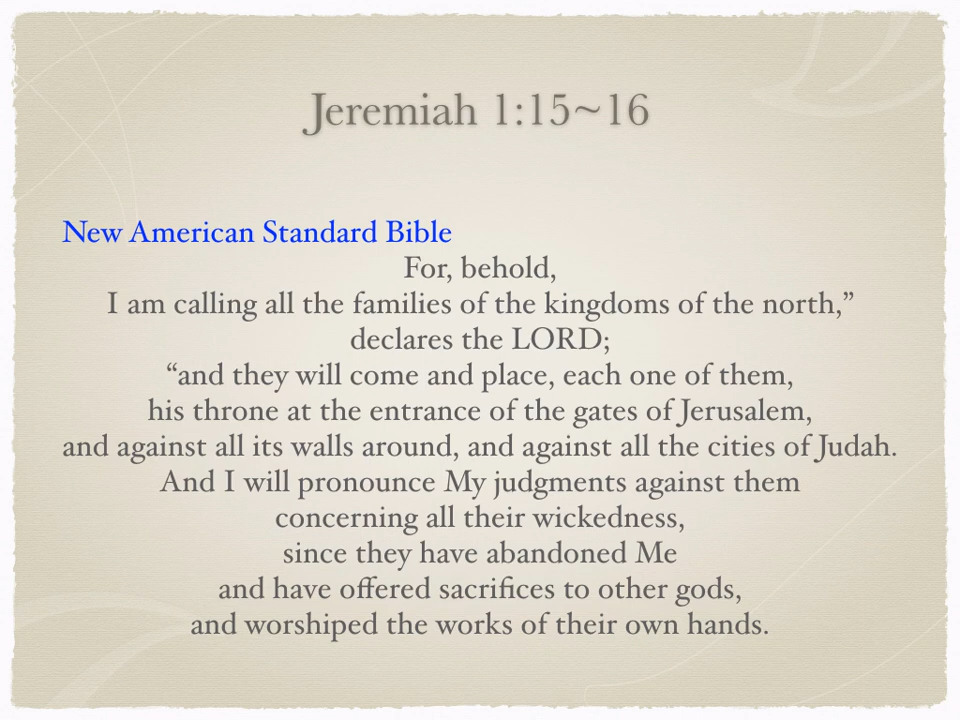 Jeremiah 1:15~16
New American Standard Bible
For, behold,
I am calling all the families of the kingdoms of the north,”
declares the LORD;
“and they will come and place, each one of them,
his throne at the entrance of the gates of Jerusalem,
and against all its walls around, and against all the cities of Judah.
And I will pronounce My judgments against them
concerning all their wickedness,
since they have abandoned Me
and have offered sacrifices to other gods,
and worshiped the works of their own hands.